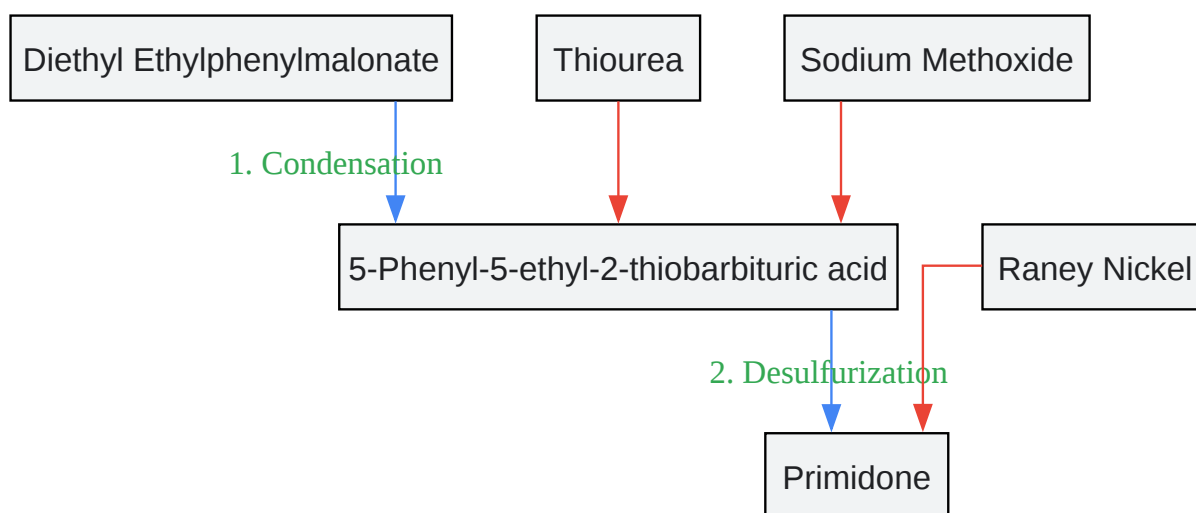 Diethyl Ethylphenylmalonate
Thiourea
Sodium Methoxide
1. Condensation
5-Phenyl-5-ethyl-2-thiobarbituric acid
Raney Nickel
2. Desulfurization
Primidone